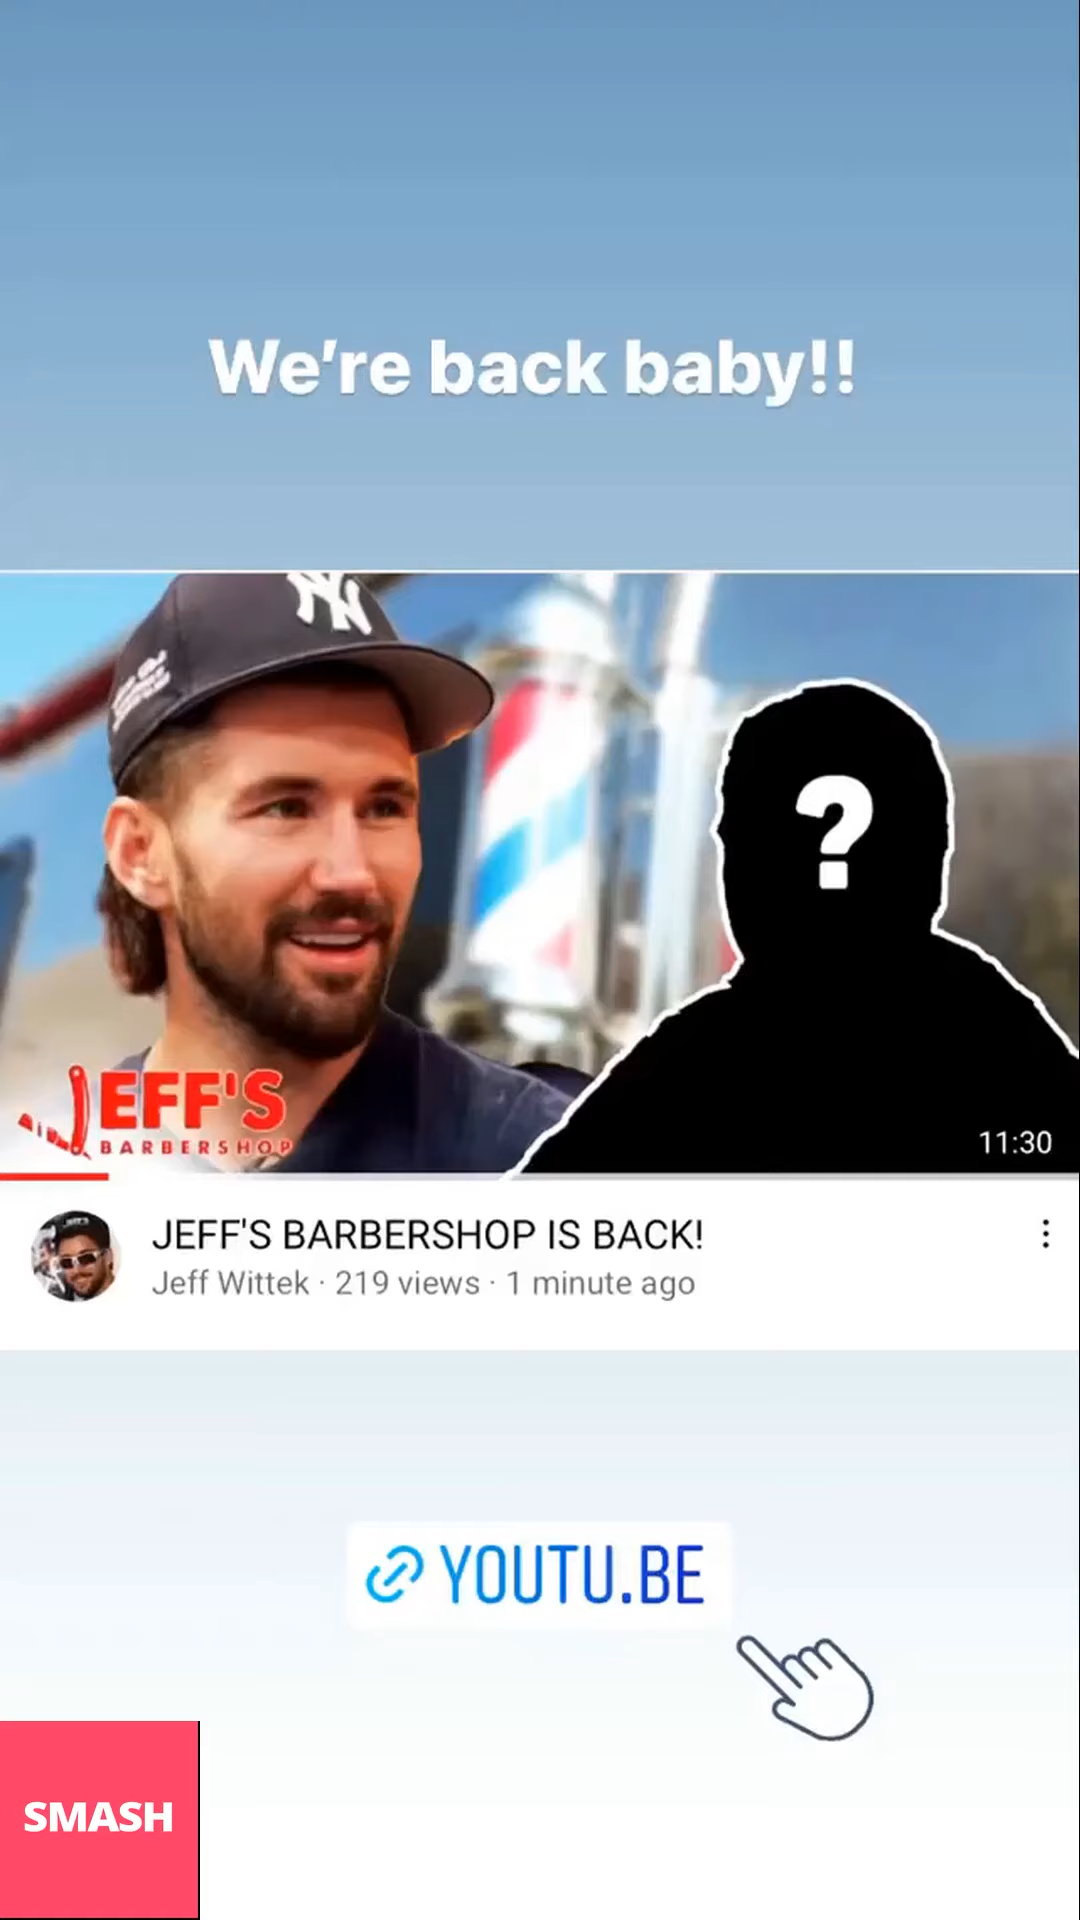 We're back baby!!
NY
?
JEFF'S
BARBERSHOP
11:30
JEFF'S BARBERSHOP IS BACK!
Jeff Wittek · 219 views · 1 minute ago
YOUTU.BE
SMASH